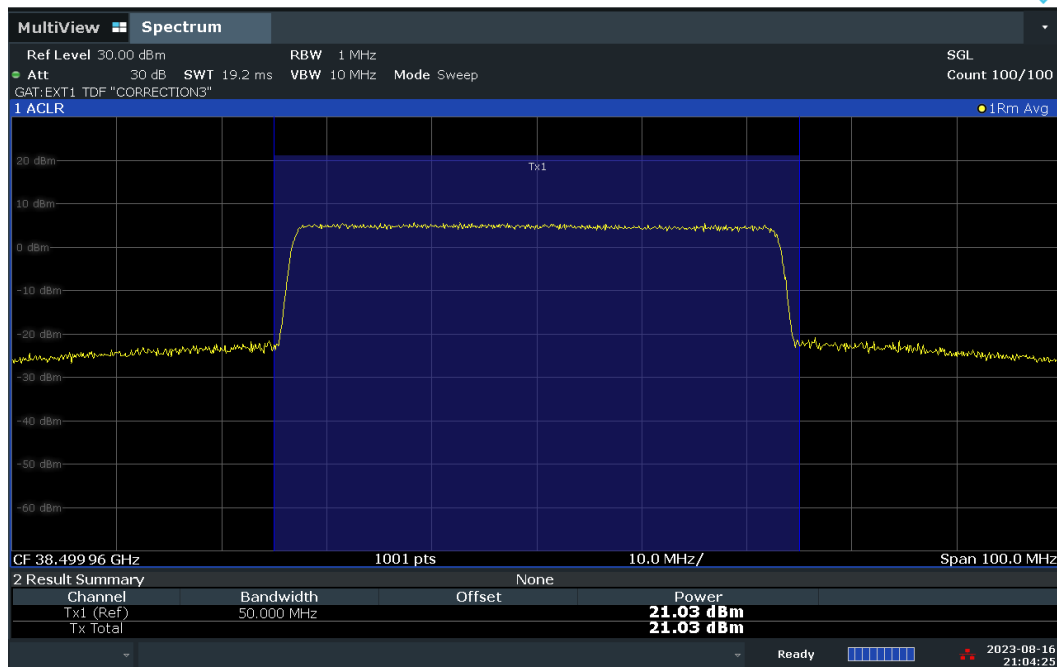 MultiView Spectrum
Ref Level 30.00 dBm RBW 1 MHz SGL
Att 30 dB SWT 19.2 ms VBW 10 MHz Mode Sweep Count 100/100
GAT:EXT1 TDF "CORRECTION3"
1 ACLR 1Rm Avg
Tx1
20 dBm
10 dBm
0 dBm
-10 dBm
-20 dBm
-30 dBm
-40 dBm
-50 dBm
-60 dBm
CF 38.49996 GHz 1001 pts 10.0 MHz/ Span 100.0 MHz
2 Result Summary None
Channel Bandwidth Offset Power
Tx1 (Ref) 50.000 MHz 21.03 dBm
Tx Total 21.03 dBm
Ready 2023-08-16
21:04:25